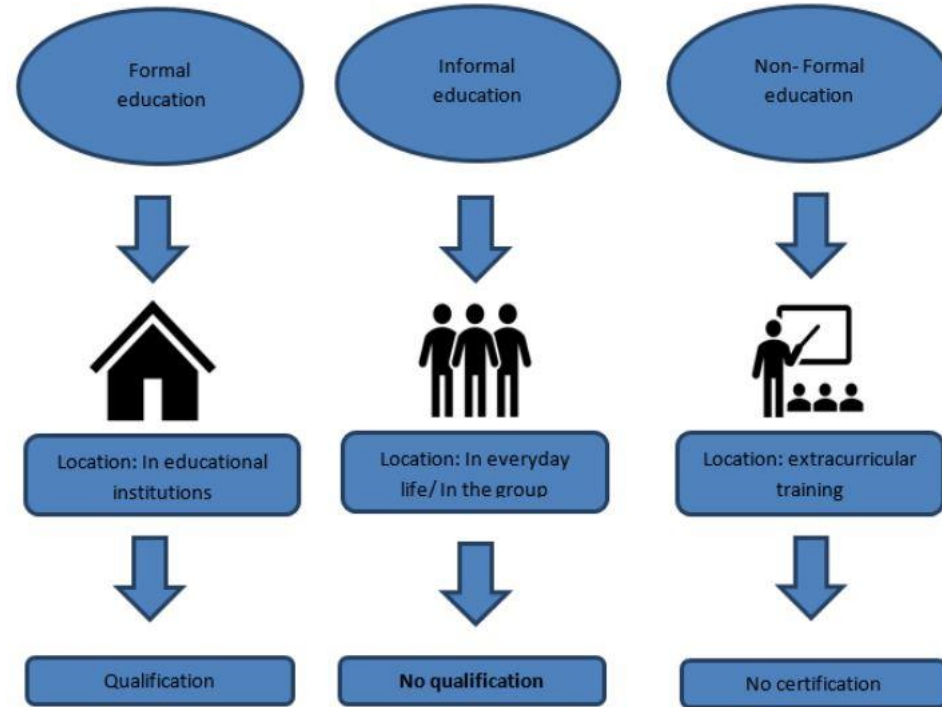 Formal
education
Informal
education
Non- Formal
education
Location: In educational
institutions
Location: In everyday
life/ In the group
Location: extracurricular
training
Qualification
No qualification
No certification